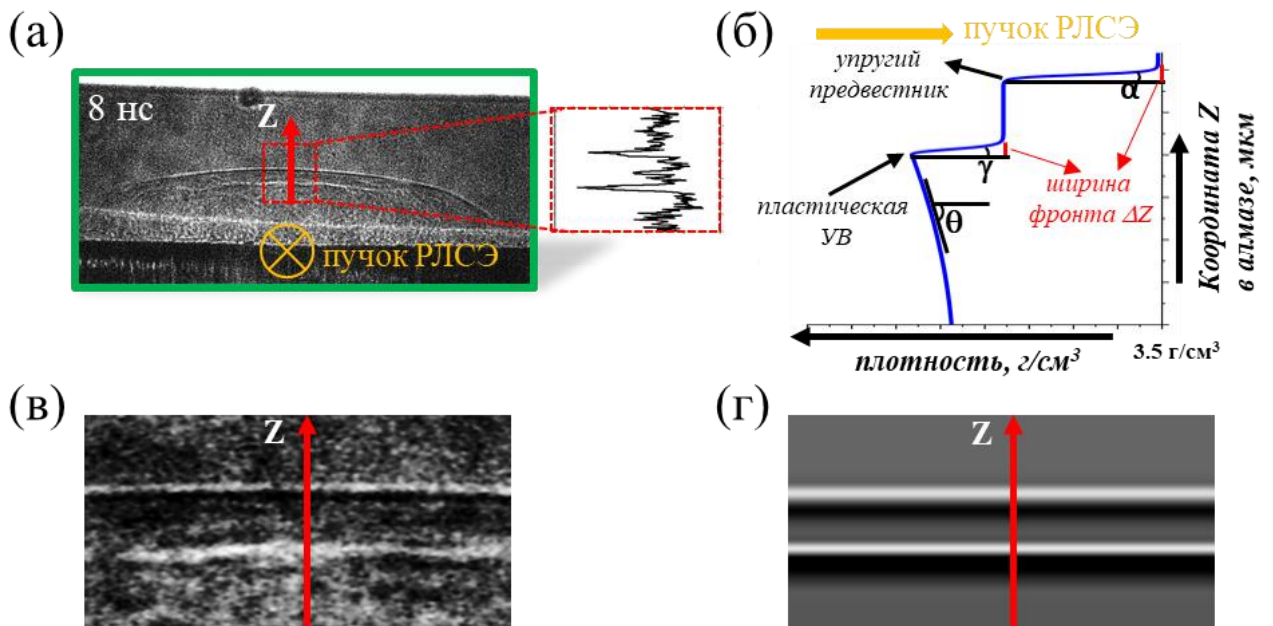 (а)
8 нс
Z
пучок РЛСЭ
(б)
пучок РЛСЭ
упругий
предвестник
α
γ
ширина
фронта ΔZ
пластическая
УВ
θ
Координата Z
в алмазе, мкм
3.5 г/см³
плотность, г/см³
(в)
Z
(г)
Z